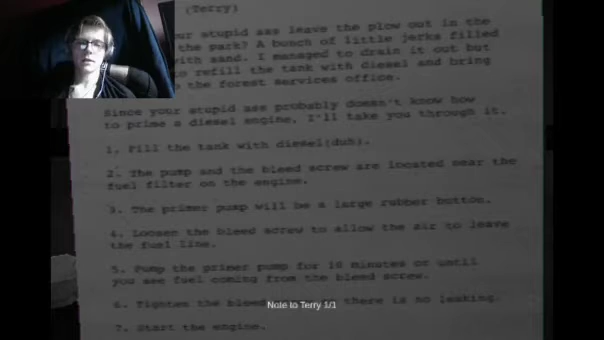 (Terry)
ur stupid ass leave the plow out in the
the park? A bunch of little jerks filled
with sand. I managed to drain it out but
o refill the tank with diesel and bring
the forest services office.
Since your stupid ass probably doesn't know how
to prime a diesel engine, I'll take you through it.
1. Fill the tank with diesel(duh).
2. The pump and the bleed screw are located near the
fuel filter on the engine.
3. The primer pump will be a large rubber button.
4. Loosen the bleed screw to allow the air to leave
the fuel line.
5. Pump the primer pump for 10 minutes or until
you see fuel coming from the bleed screw.
6. Tighten the bleed there is no leaking.
Note to Terry 1/1
7. Start the engine.